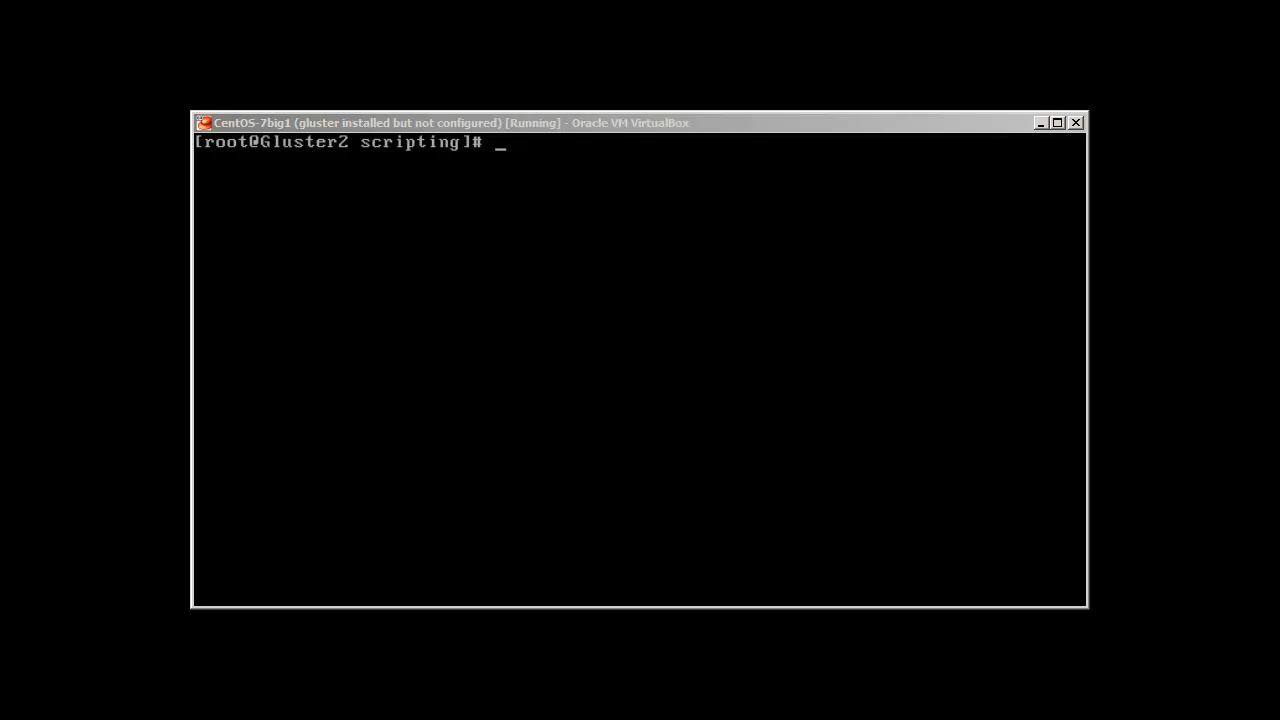 CentOS-7big1 (gluster installed but not configured) [Running] - Oracle VM VirtualBox
[root@Gluster2 scripting]# _